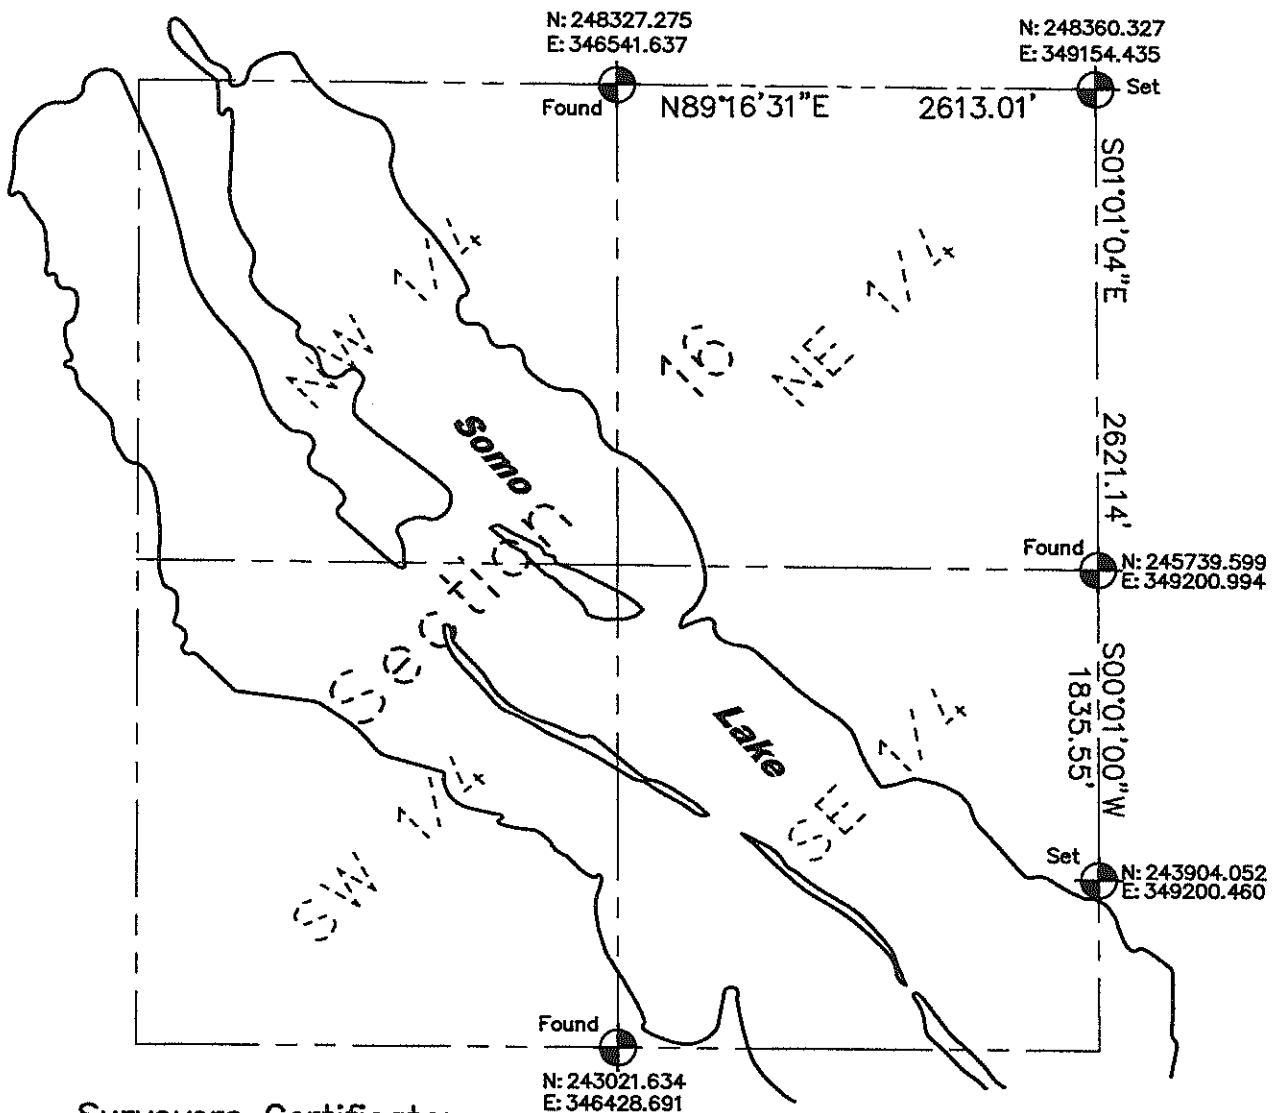 N: 248327.275
E: 346541.637
N: 248360.327
E: 349154.435
Found
N89°16'31"E
2613.01'
Set
S01°01'04"E
2621.14'
NW 1/4
16
NE 1/4
Somo
Section
Found
N: 245739.599
E: 349200.994
S00°01'00"W
1835.55'
Lake
SW 1/4
SE 1/4
Set
N: 243904.052
E: 349200.460
Found
N: 243021.634
E: 346428.691